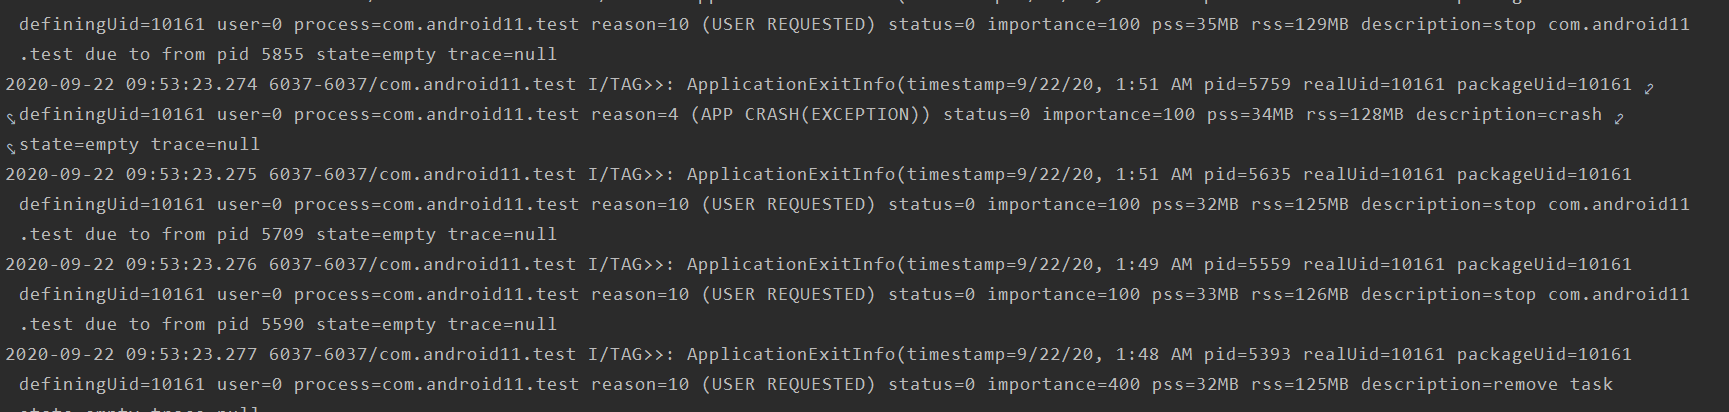 definingUid=10161 user=0 process=com.android11.test reason=10 (USER REQUESTED) status=0 importance=100 pss=35MB rss=129MB description=stop com.android11
.test due to from pid 5855 state=empty trace=null
2020-09-22 09:53:23.274 6037-6037/com.android11.test I/TAG>>: ApplicationExitInfo(timestamp=9/22/20, 1:51 AM pid=5759 realUid=10161 packageUid=10161
definingUid=10161 user=0 process=com.android11.test reason=4 (APP CRASH(EXCEPTION)) status=0 importance=100 pss=34MB rss=128MB description=crash
state=empty trace=null
2020-09-22 09:53:23.275 6037-6037/com.android11.test I/TAG>>: ApplicationExitInfo(timestamp=9/22/20, 1:51 AM pid=5635 realUid=10161 packageUid=10161
definingUid=10161 user=0 process=com.android11.test reason=10 (USER REQUESTED) status=0 importance=100 pss=32MB rss=125MB description=stop com.android11
.test due to from pid 5709 state=empty trace=null
2020-09-22 09:53:23.276 6037-6037/com.android11.test I/TAG>>: ApplicationExitInfo(timestamp=9/22/20, 1:49 AM pid=5559 realUid=10161 packageUid=10161
definingUid=10161 user=0 process=com.android11.test reason=10 (USER REQUESTED) status=0 importance=100 pss=33MB rss=126MB description=stop com.android11
.test due to from pid 5590 state=empty trace=null
2020-09-22 09:53:23.277 6037-6037/com.android11.test I/TAG>>: ApplicationExitInfo(timestamp=9/22/20, 1:48 AM pid=5393 realUid=10161 packageUid=10161
definingUid=10161 user=0 process=com.android11.test reason=10 (USER REQUESTED) status=0 importance=400 pss=32MB rss=125MB description=remove task